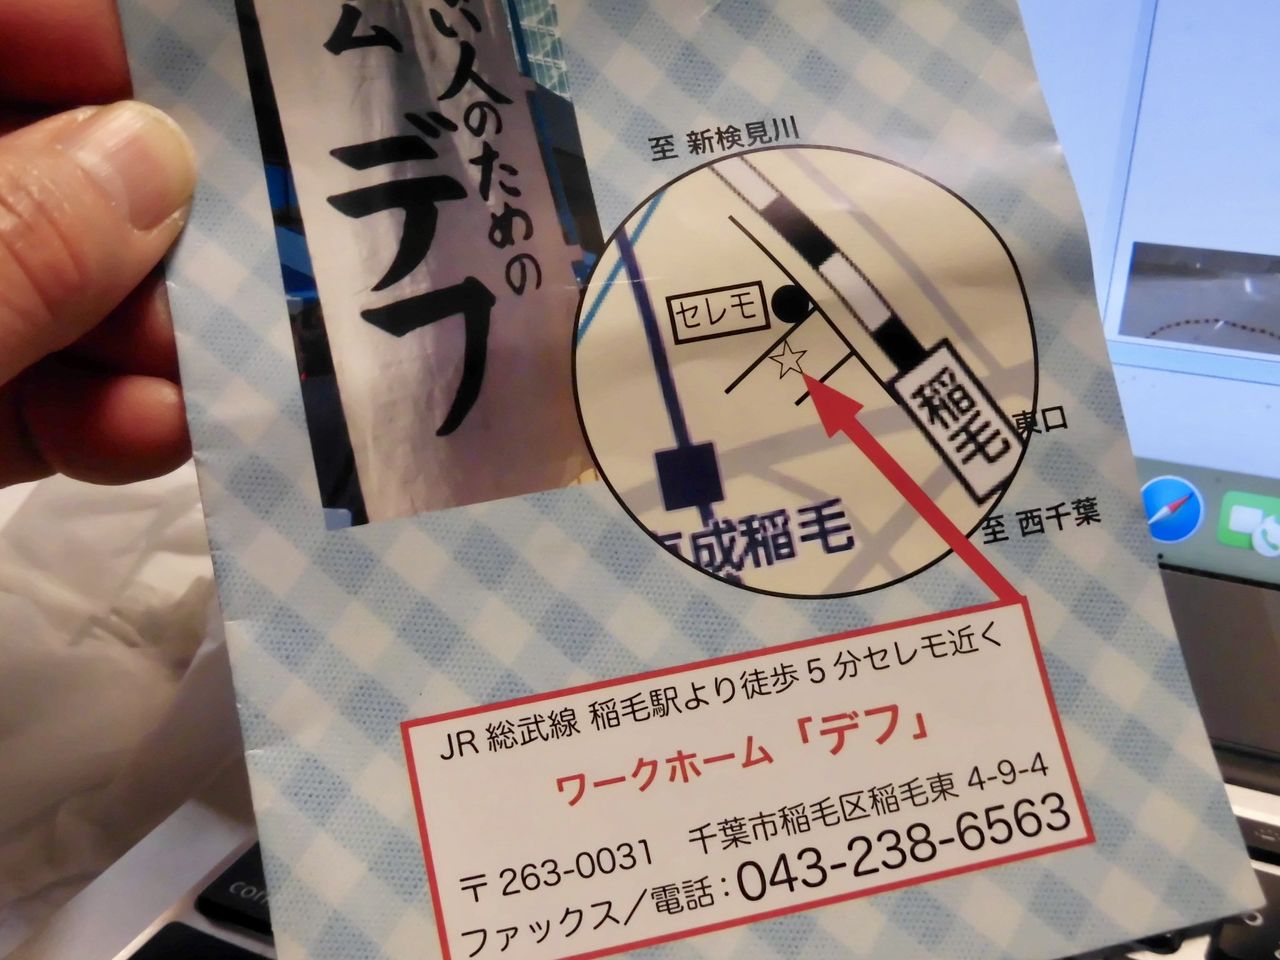 い人のための
ム デフ
至 新検見川
セレモ
稲毛
東口
成稲毛
至 西千葉
JR 総武線 稲毛駅より徒歩5分セレモ近く
ワークホーム「デフ」
〒263-0031 千葉市稲毛区稲毛東 4-9-4
ファックス／電話：043-238-6563